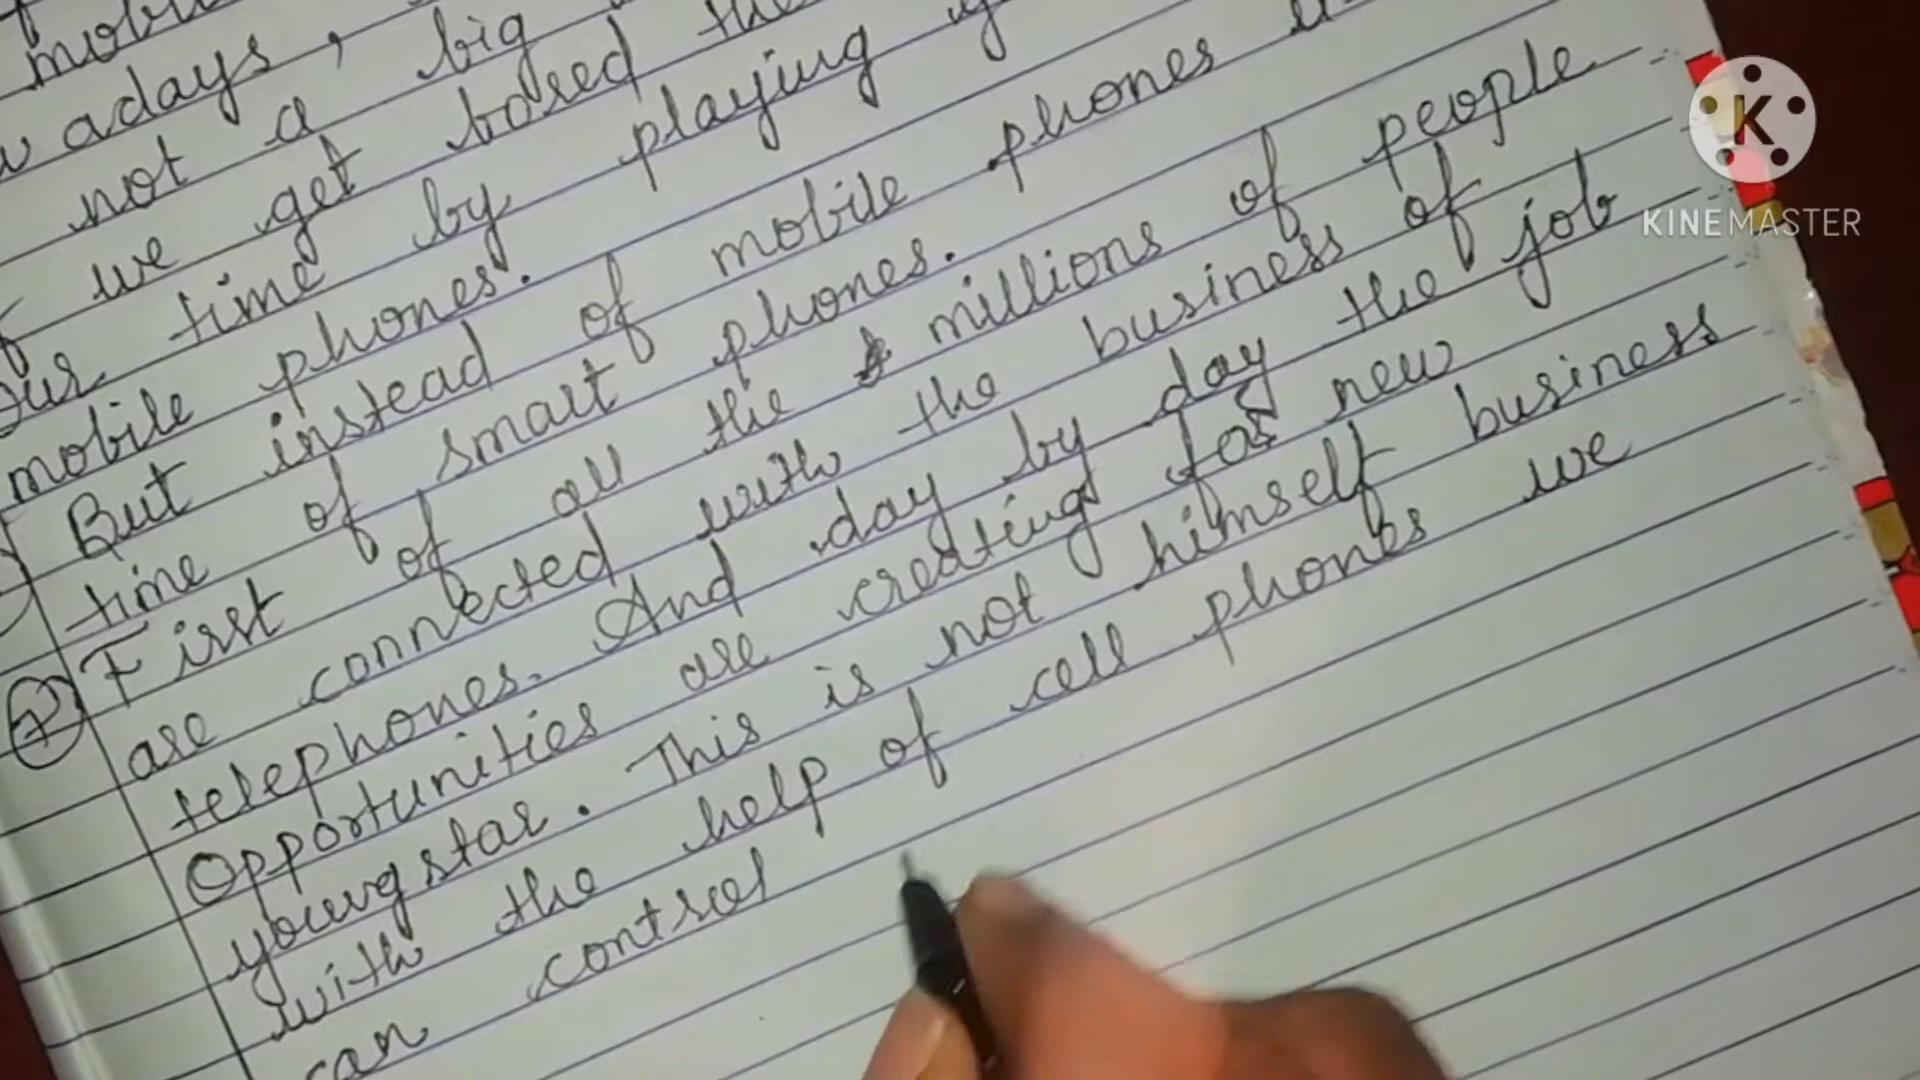 mobi
adays,
not a big
we get bored the
our time by playing
mobile phones.
But instead of mobile phones
time of smart phones.
7 First of all the millions of people
are connected with the business of
telephones. And day by day the job
Opportunities are creating for new
youngstar. This is not himself business
with the help of cell phones we
can control
K
KINEMASTER